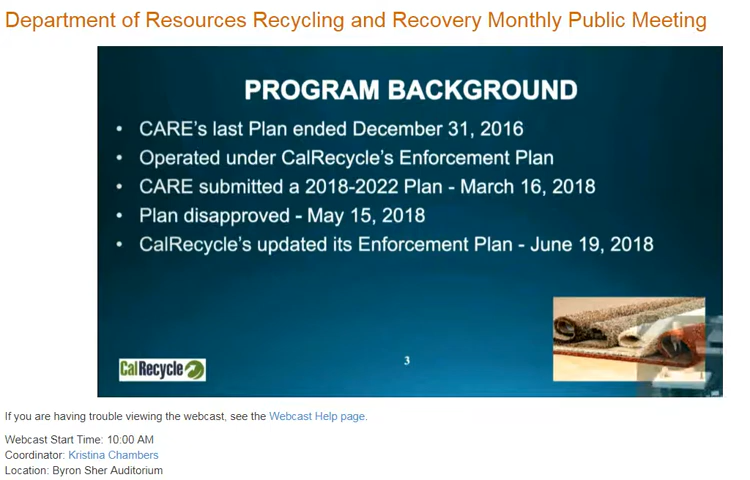 Department of Resources Recycling and Recovery Monthly Public Meeting
PROGRAM BACKGROUND
• CARE's last Plan ended December 31, 2016
• Operated under CalRecycle's Enforcement Plan
• CARE submitted a 2018-2022 Plan - March 16, 2018
• Plan disapproved - May 15, 2018
• CalRecycle's updated its Enforcement Plan - June 19, 2018
CalRecycle
3
If you are having trouble viewing the webcast, see the Webcast Help page.
Webcast Start Time: 10:00 AM
Coordinator: Kristina Chambers
Location: Byron Sher Auditorium